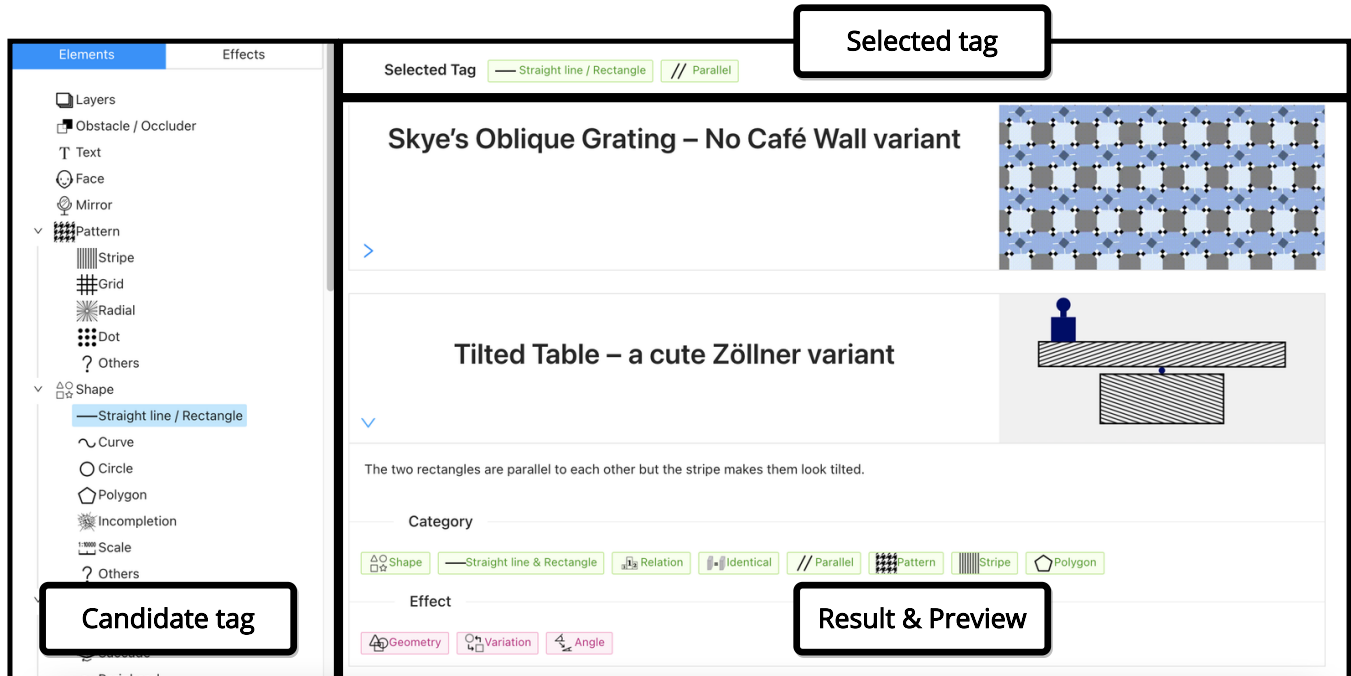 Selected tag
Elements
Effects
Layers
Obstacle / Occluder
T Text
Face
Mirror
Pattern
Stripe
Grid
Radial
Dot
? Others
Shape
Straight line / Rectangle
Curve
Circle
Polygon
Incompletion
1:10000 Scale
? Others
Candidate tag
Selected Tag Straight line / Rectangle // Parallel
Skye’s Oblique Grating – No Café Wall variant
Tilted Table – a cute Zöllner variant
The two rectangles are parallel to each other but the stripe makes them look tilted.
Category
Shape Straight line & Rectangle Relation Identical // Parallel Pattern Stripe Polygon
Effect
Geometry Variation Angle
Result & Preview